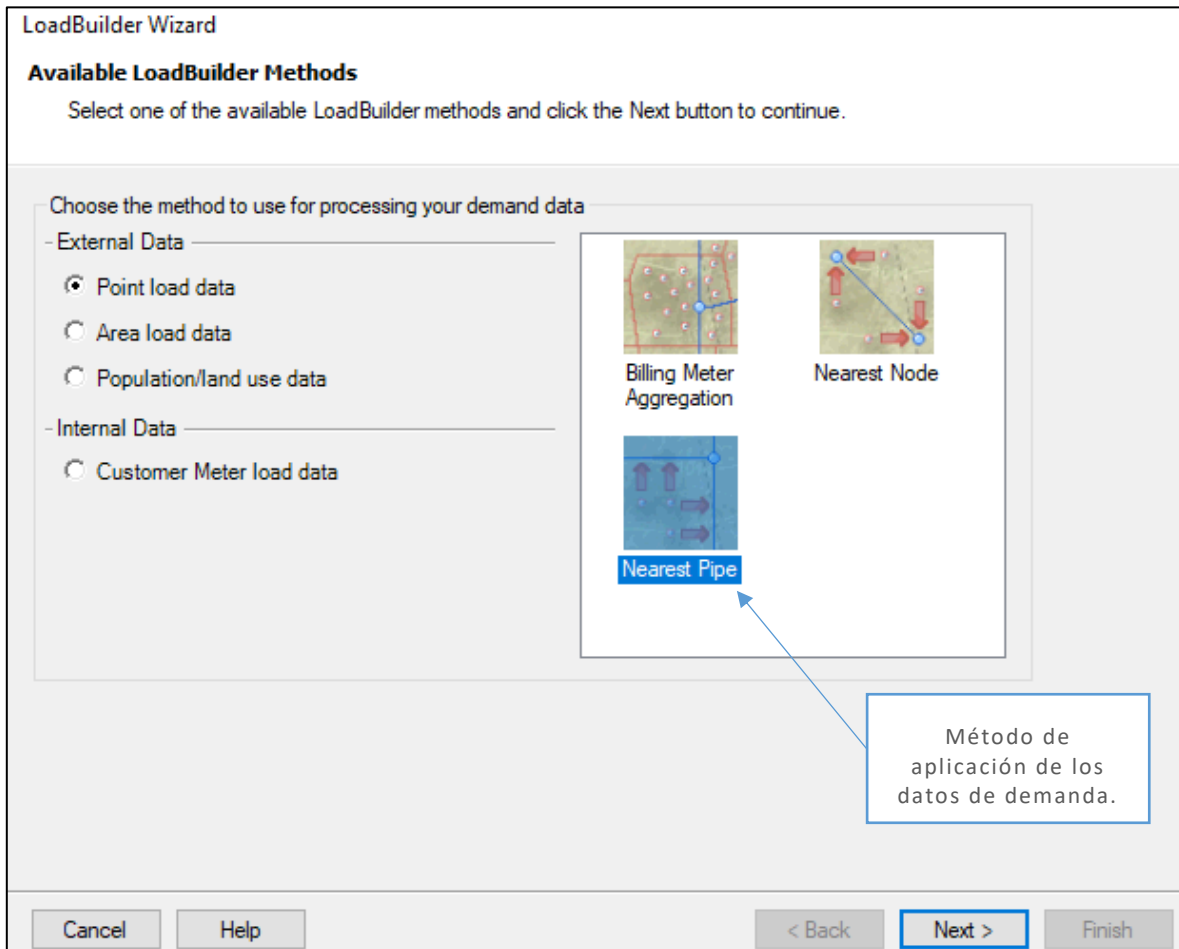 LoadBuilder Wizard
Available LoadBuilder Methods
Select one of the available LoadBuilder methods and click the Next button to continue.
Choose the method to use for processing your demand data
External Data
Point load data
Area load data
Population/land use data
Internal Data
Customer Meter load data
Billing Meter
Aggregation
Nearest Node
Nearest Pipe
Método de
aplicación de los
datos de demanda.
Cancel
Help
< Back
Next >
Finish